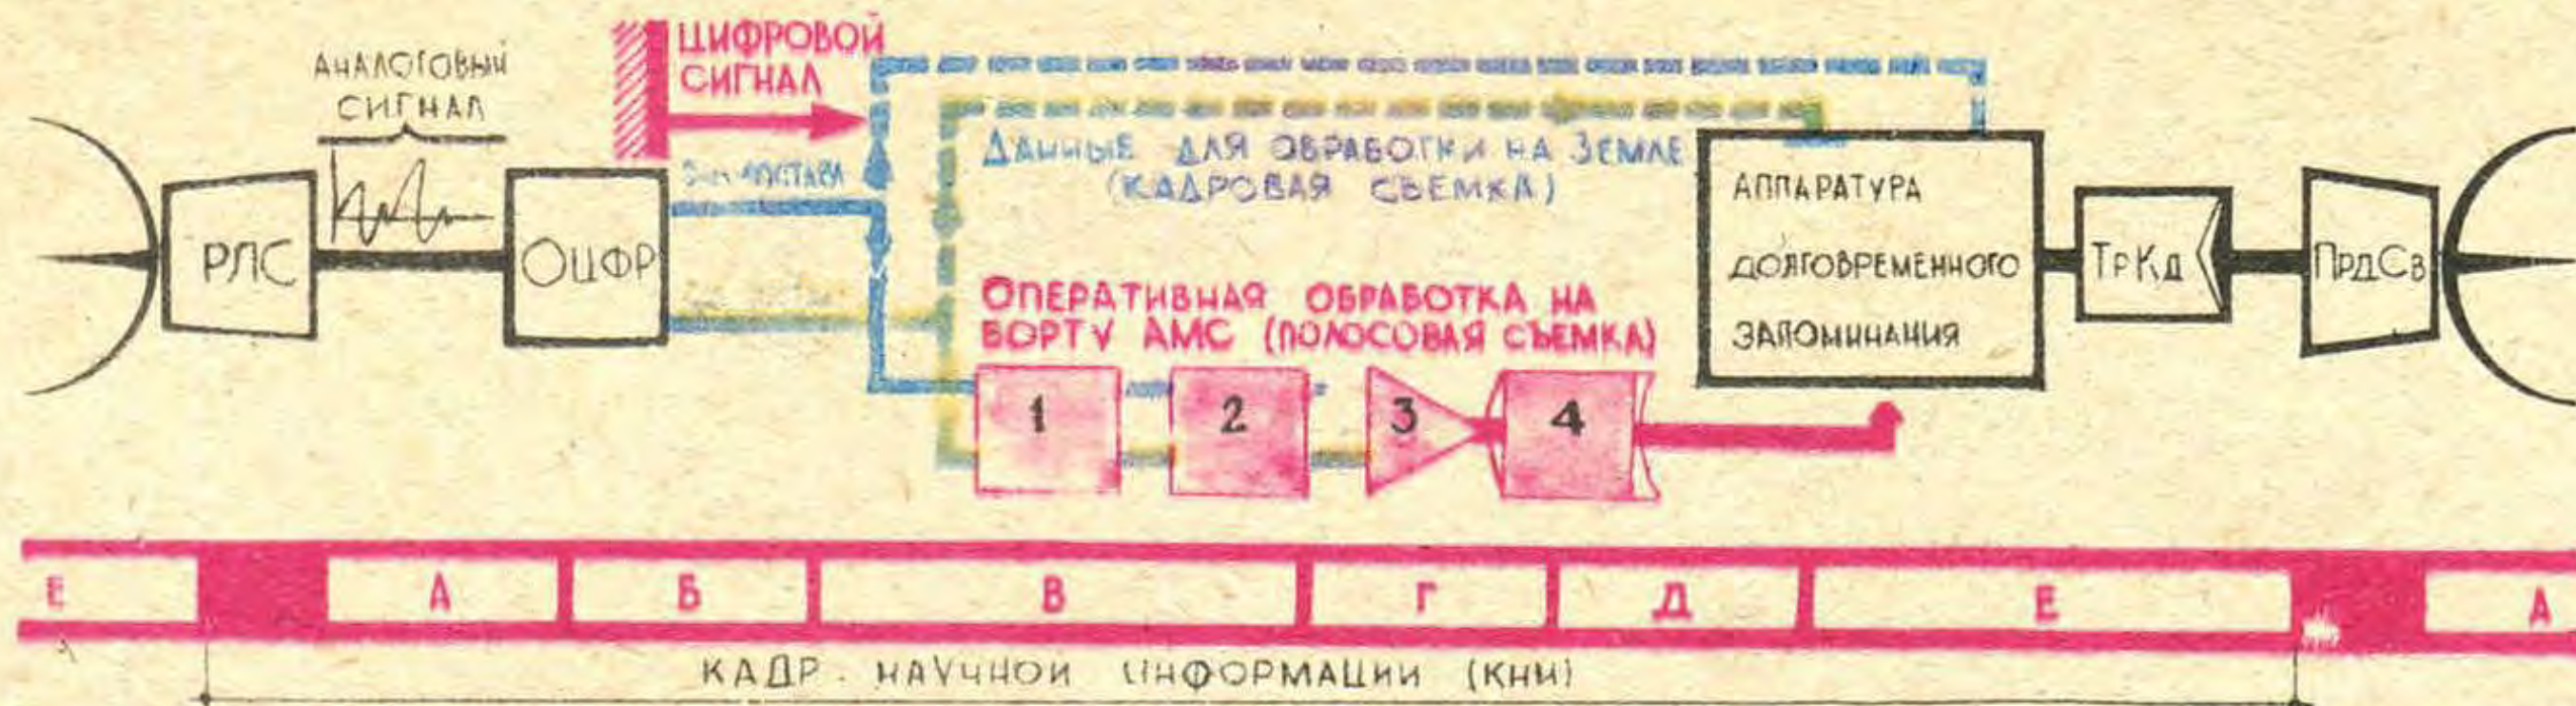 АНАЛОГОВЫЙ
СИГНАЛ
ЦИФРОВОЙ
СИГНАЛ
РЛС
ОЦФР
ДАННЫЕ ДЛЯ ОБРАБОТКИ НА ЗЕМЛЕ
(КАДРОВАЯ СЪЕМКА)
ОПЕРАТИВНАЯ ОБРАБОТКА НА
БОРТУ АМС (ПОЛОСОВАЯ СЪЕМКА)
1 2 3 4
АППАРАТУРА
ДОЛГОВРЕМЕННОГО
ЗАПОМИНАНИЯ
ТрКд
ПрдСв
Е А Б В Г Д Е А
КАДР НАУЧНОЙ ИНФОРМАЦИИ (КНИ)